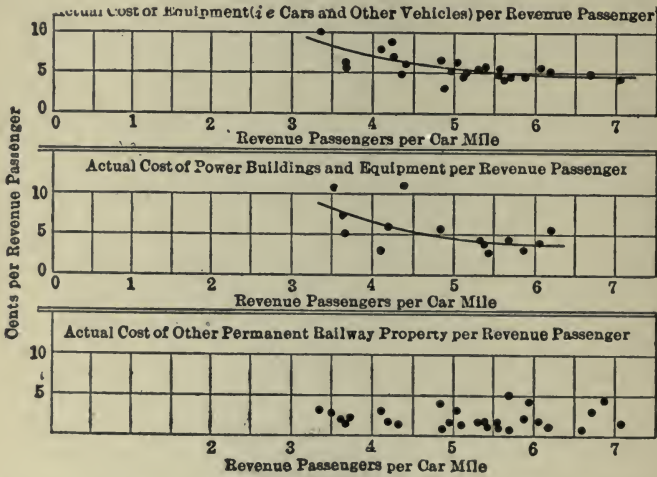 Actual Cost of Equipment (i e Cars and Other Vehicles) per Revenue Passenger
10
5
0
0 1 2 3 4 5 6 7
Revenue Passengers per Car Mile
Cents per Revenue Passenger
Actual Cost of Power Buildings and Equipment per Revenue Passenger
10
5
0
0 1 2 3 4 5 6 7
Revenue Passengers per Car Mile
Actual Cost of Other Permanent Railway Property per Revenue Passenger
10
5
2 3 4 5 6 7
Revenue Passengers per Car Mile